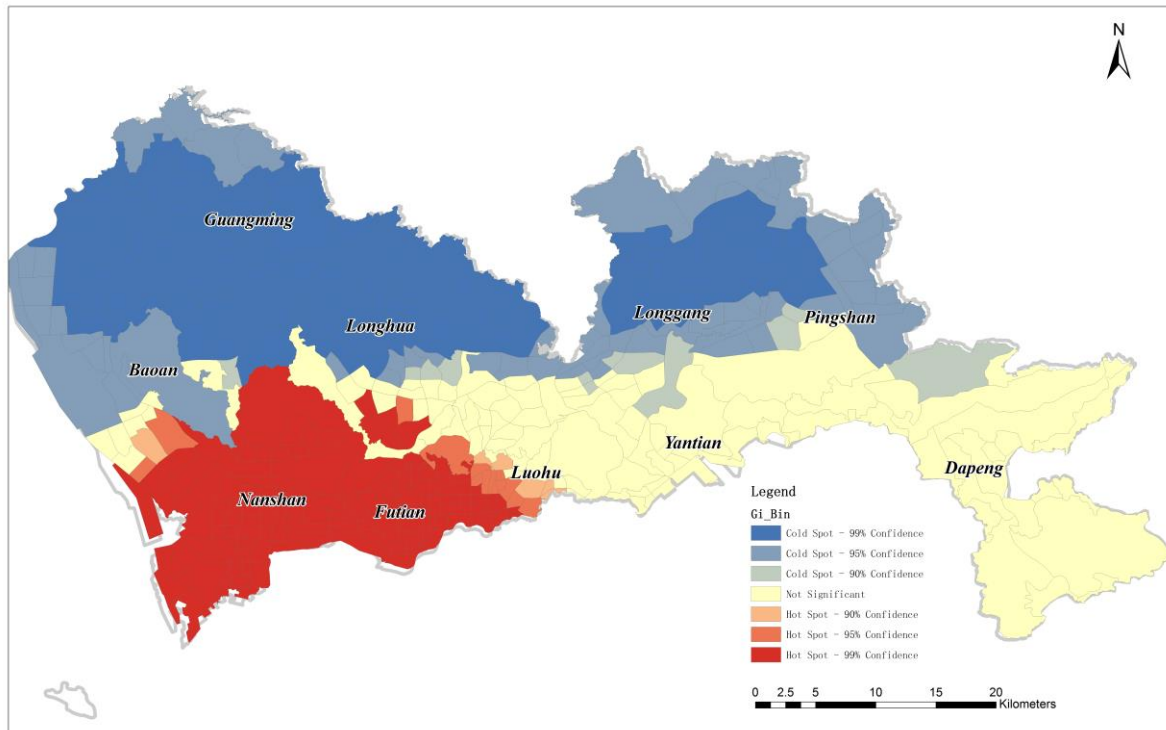 N
Guangming
Longhua
Longgang
Pingshan
Baoan
Yantian
Luohu
Dapeng
Nanshan
Futian
Legend
Gi_Bin
Cold Spot - 99% Confidence
Cold Spot - 95% Confidence
Cold Spot - 90% Confidence
Not Significant
Hot Spot - 90% Confidence
Hot Spot - 95% Confidence
Hot Spot - 99% Confidence
0 2.5 5 10 15 20
Kilometers